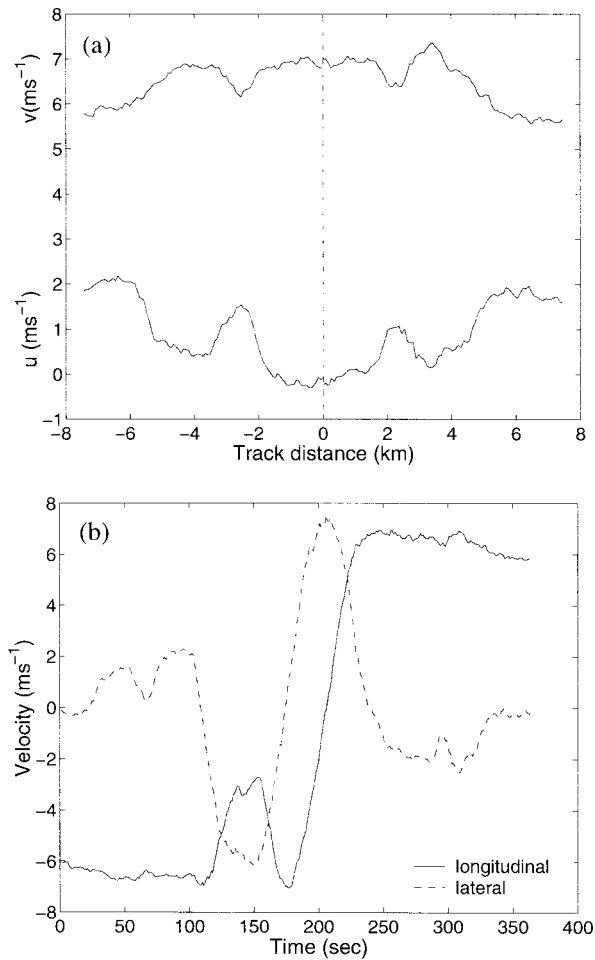 (a)
8
7
6
5
4
3
2
1
0
−1
v(ms⁻¹)
u (ms⁻¹)
−8 −6 −4 −2 0 2 4 6 8
Track distance (km)
(b)
8
6
4
2
0
−2
−4
−6
−8
Velocity (ms⁻¹)
longitudinal
lateral
0 50 100 150 200 250 300 350 400
Time (sec)